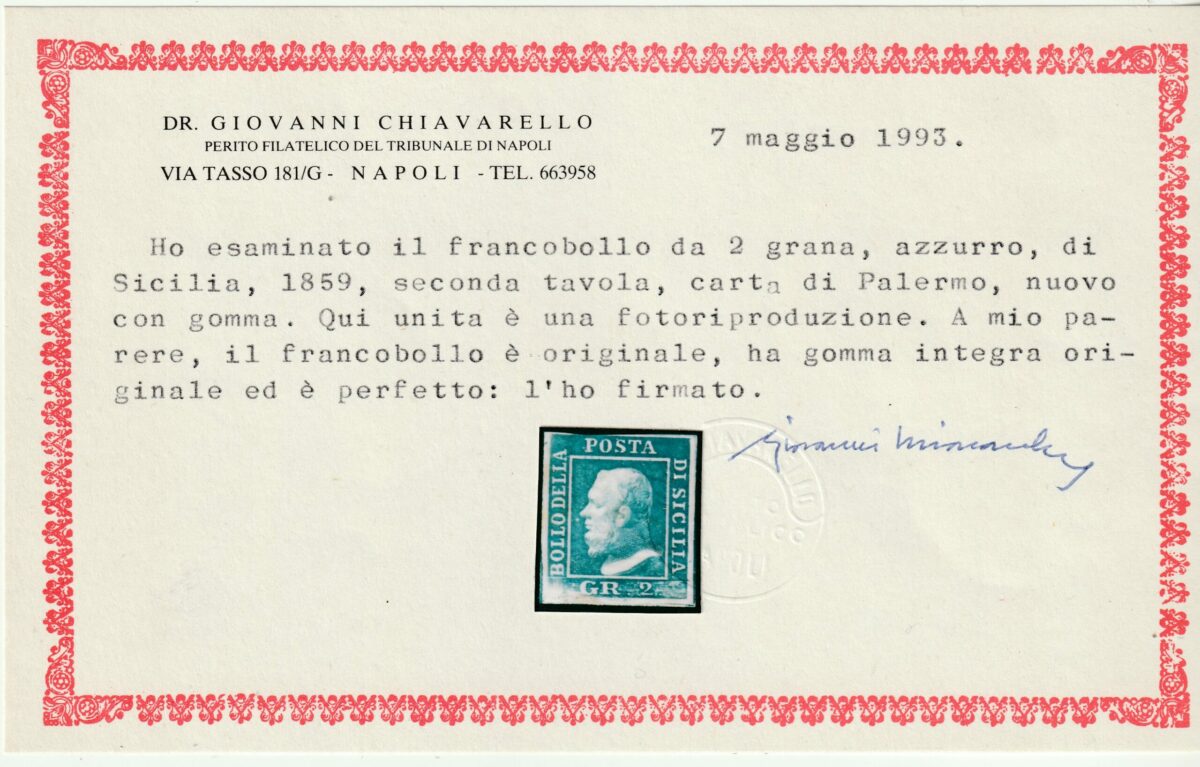 DR. GIOVANNI CHIAVARELLO
PERITO FILATELICO DEL TRIBUNALE DI NAPOLI
VIA TASSO 181/G - NAPOLI - TEL. 663958
7 maggio 1993.
Ho esaminato il francobollo da 2 grana, azzurro, di
Sicilia, 1859, seconda tavola, carta di Palermo, nuovo
con gomma. Qui unita è una fotoriproduzione. A mio pa-
rere, il francobollo è originale, ha gomma integra ori-
ginale ed è perfetto: l'ho firmato.
BOLLO DELLA
POSTA
DI SICILIA
GR. 2
Giovanni